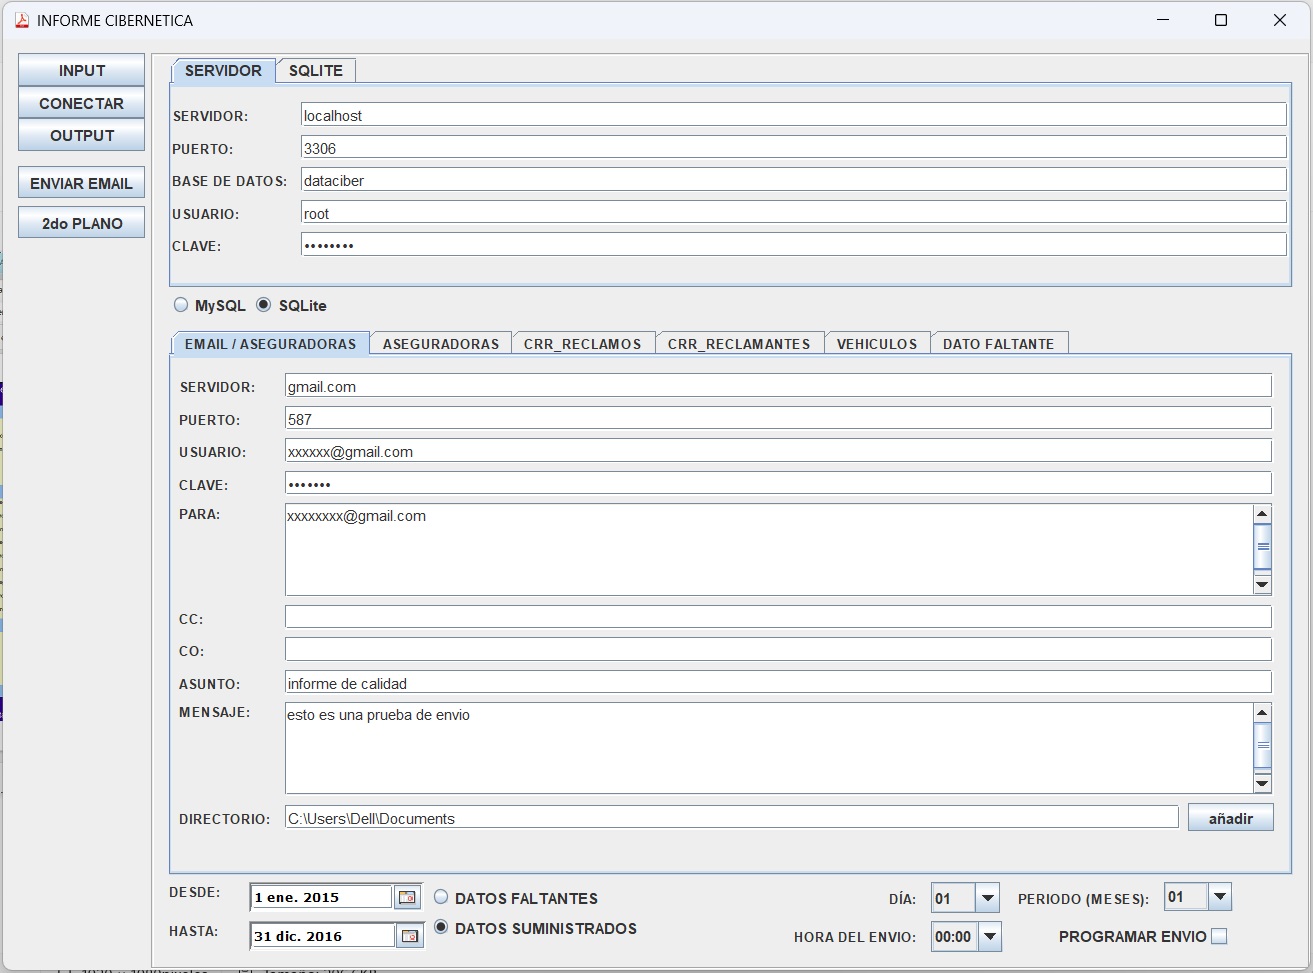 INFORME CIBERNETICA
INPUT
CONECTAR
OUTPUT
ENVIAR EMAIL
2do PLANO
SERVIDOR SQLITE
SERVIDOR: localhost
PUERTO: 3306
BASE DE DATOS: dataciber
USUARIO: root
CLAVE: ••••••••
MySQL SQLite
EMAIL / ASEGURADORAS ASEGURADORAS CRR_RECLAMOS CRR_RECLAMANTES VEHICULOS DATO FALTANTE
SERVIDOR: gmail.com
PUERTO: 587
USUARIO: xxxxxx@gmail.com
CLAVE: •••••••
PARA: xxxxxxxx@gmail.com
CC:
CO:
ASUNTO: informe de calidad
MENSAJE: esto es una prueba de envio
DIRECTORIO: C:\Users\Dell\Documents añadir
DESDE: 1 ene. 2015 DATOS FALTANTES DÍA: 01 PERIODO (MESES): 01
HASTA: 31 dic. 2016 DATOS SUMINISTRADOS HORA DEL ENVIO: 00:00 PROGRAMAR ENVIO